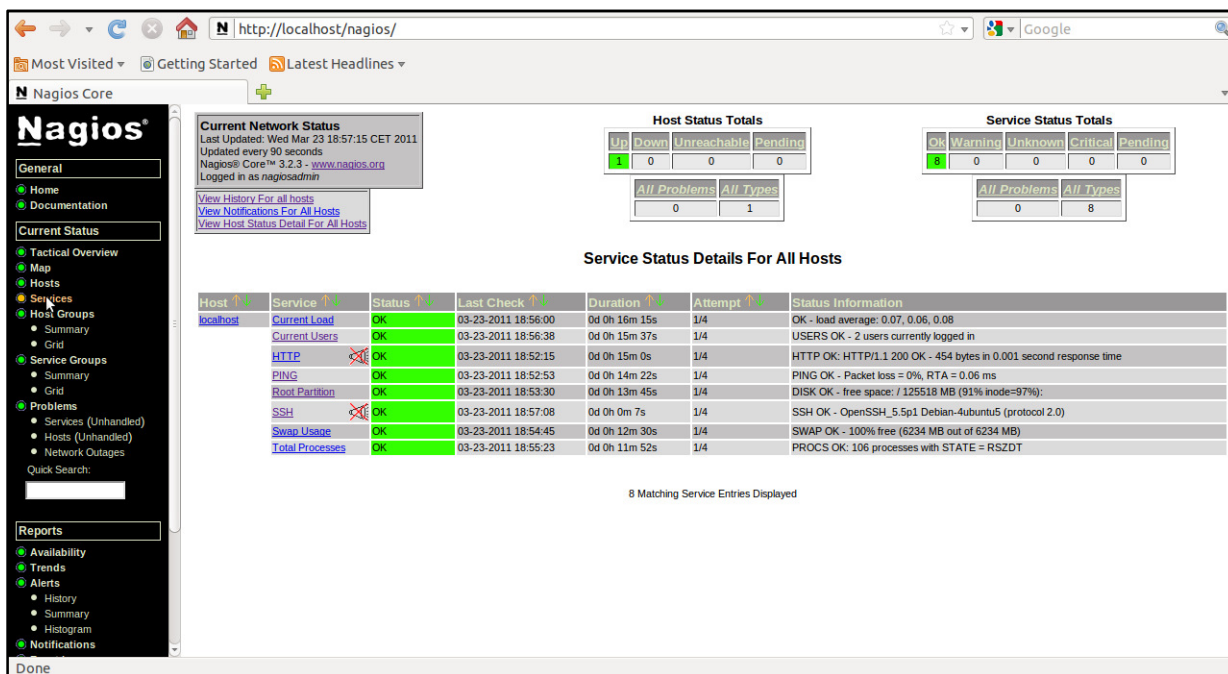 http://localhost/nagios/
Google
Most Visited
Getting Started
Latest Headlines
Nagios Core
Nagios®
General
Home
Documentation
Current Status
Tactical Overview
Map
Hosts
Services
Host Groups
Summary
Grid
Service Groups
Summary
Grid
Problems
Services (Unhandled)
Hosts (Unhandled)
Network Outages
Quick Search:
Reports
Availability
Trends
Alerts
History
Summary
Histogram
Notifications
Current Network Status
Last Updated: Wed Mar 23 18:57:15 CET 2011
Updated every 90 seconds
Nagios® Core™ 3.2.3 - www.nagios.org
Logged in as nagiosadmin
View History For all hosts
View Notifications For All Hosts
View Host Status Detail For All Hosts
Host Status Totals
Up Down Unreachable Pending
1 0 0 0
All Problems All Types
0 1
Service Status Totals
Ok Warning Unknown Critical Pending
8 0 0 0 0
All Problems All Types
0 8
Service Status Details For All Hosts
Host Service Status Last Check Duration Attempt Status Information
localhost Current Load OK 03-23-2011 18:56:00 0d 0h 16m 15s 1/4 OK - load average: 0.07, 0.06, 0.08
Current Users OK 03-23-2011 18:56:38 0d 0h 15m 37s 1/4 USERS OK - 2 users currently logged in
HTTP OK 03-23-2011 18:52:15 0d 0h 15m 0s 1/4 HTTP OK: HTTP/1.1 200 OK - 454 bytes in 0.001 second response time
PING OK 03-23-2011 18:52:53 0d 0h 14m 22s 1/4 PING OK - Packet loss = 0%, RTA = 0.06 ms
Root Partition OK 03-23-2011 18:53:30 0d 0h 13m 45s 1/4 DISK OK - free space: / 125518 MB (91% inode=97%):
SSH OK 03-23-2011 18:57:08 0d 0h 0m 7s 1/4 SSH OK - OpenSSH_5.5p1 Debian-4ubuntu5 (protocol 2.0)
Swap Usage OK 03-23-2011 18:54:45 0d 0h 12m 30s 1/4 SWAP OK - 100% free (6234 MB out of 6234 MB)
Total Processes OK 03-23-2011 18:55:23 0d 0h 11m 52s 1/4 PROCS OK: 106 processes with STATE = RSZDT
8 Matching Service Entries Displayed
Done